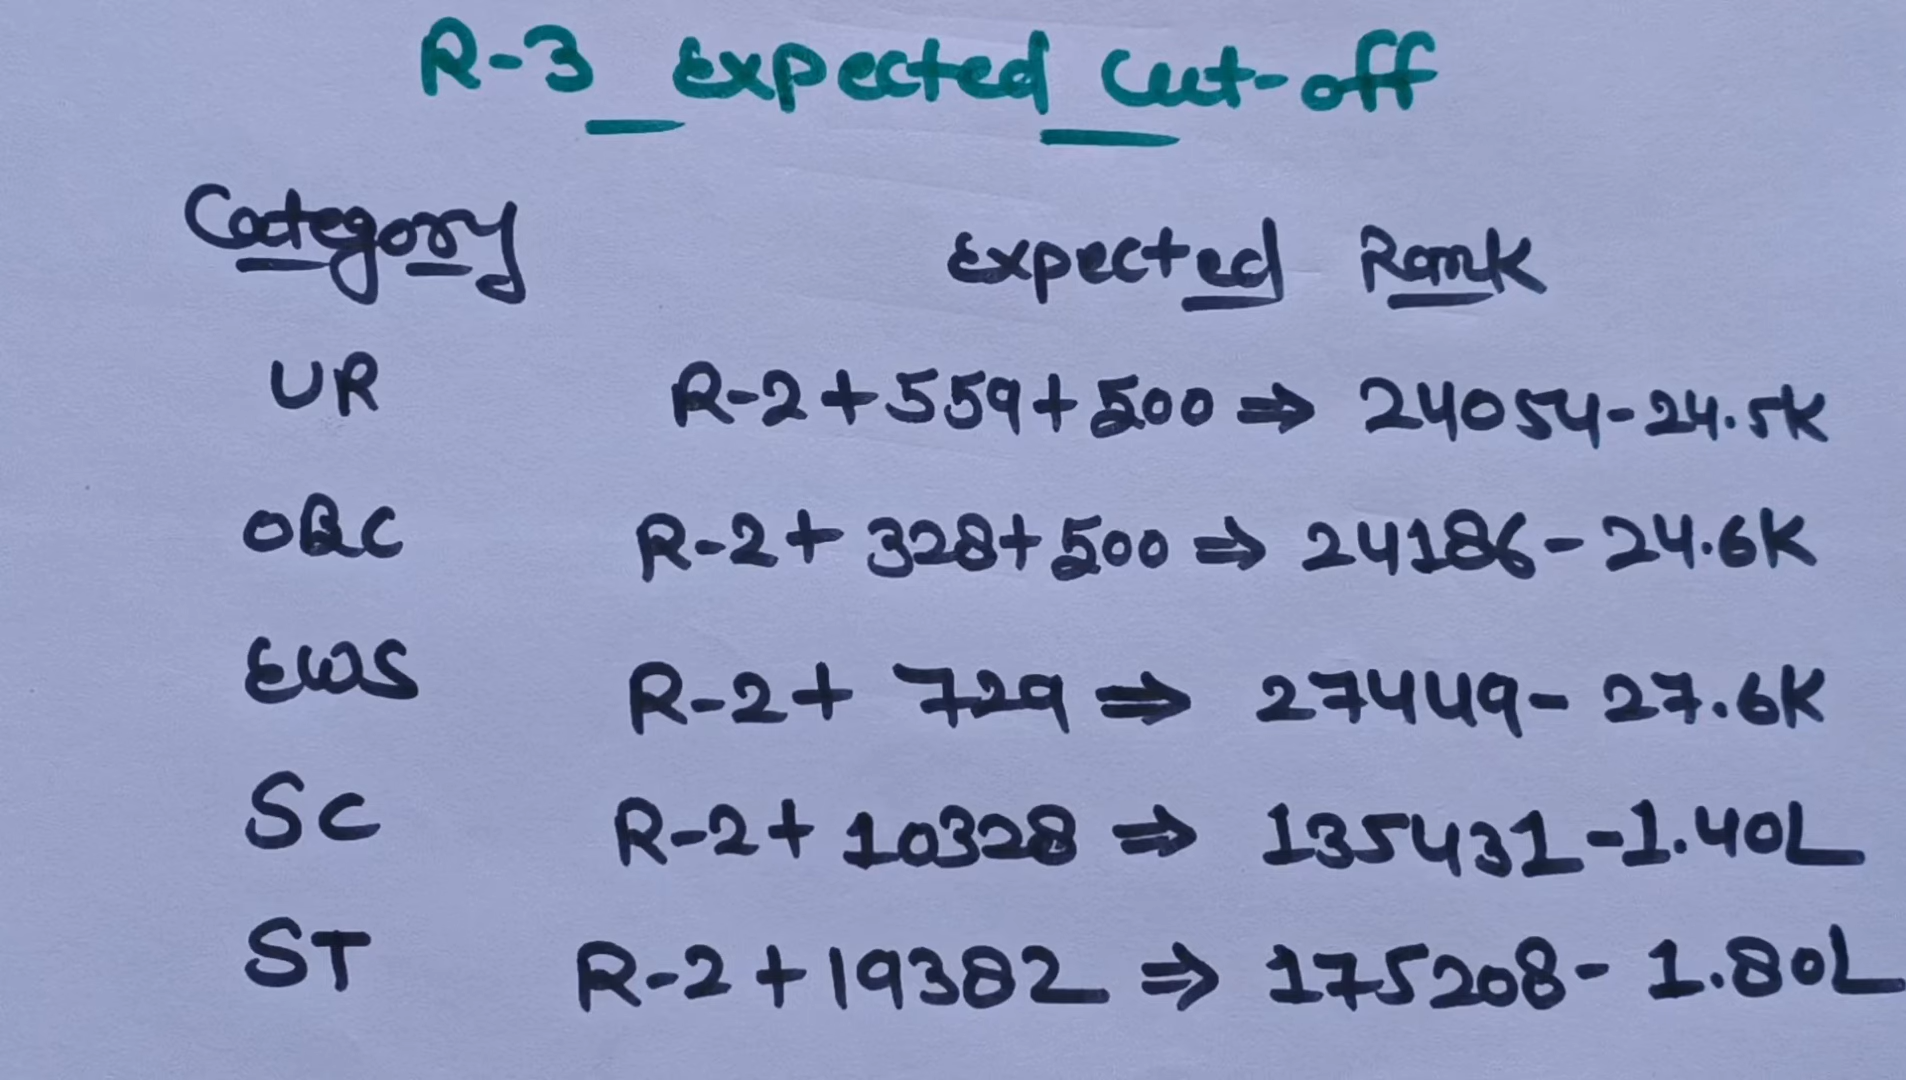 R-3 Expected Cut-off
Category Expected Rank
UR R-2+559+500 ⇒ 24054-24.5K
OBC R-2+328+500 ⇒ 24186-24.6K
EWS R-2+729 ⇒ 27449-27.6K
SC R-2+10328 ⇒ 135431-1.40L
ST R-2+19382 ⇒ 175208-1.80L